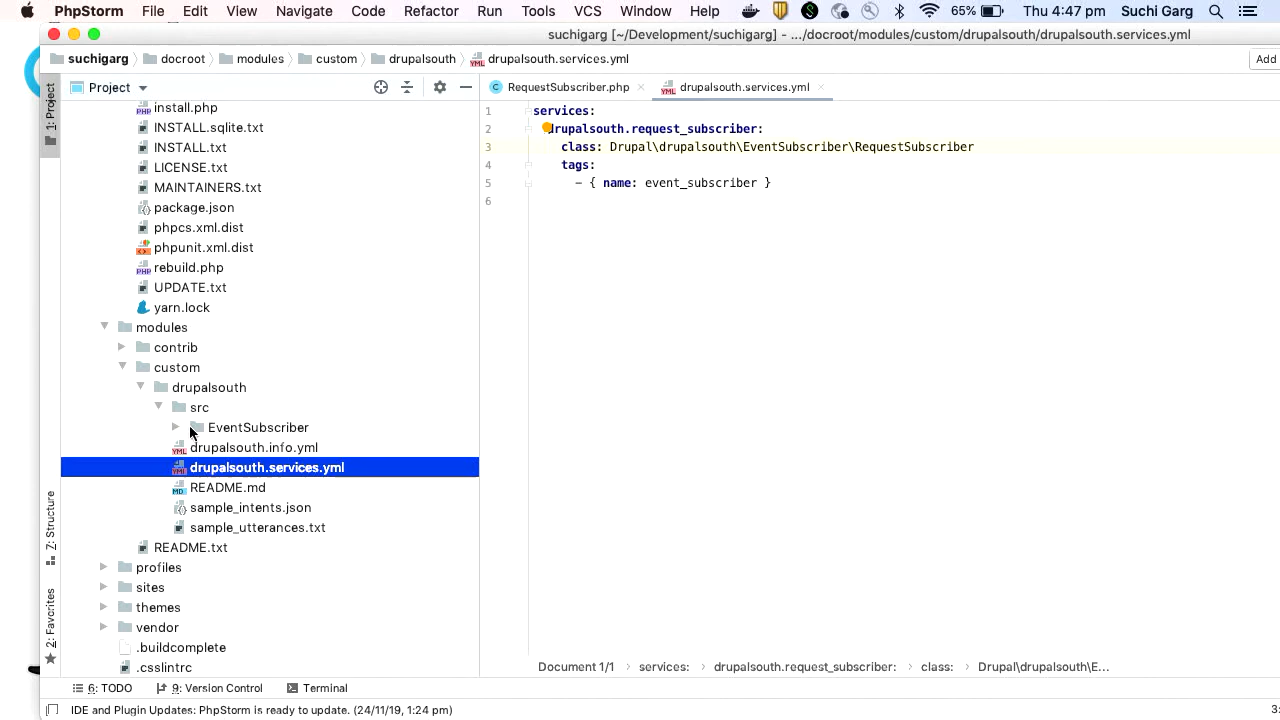 PhpStorm File Edit View Navigate Code Refactor Run Tools VCS Window Help 65% Thu 4:47 pm Suchi Garg
suchigarg [~/Development/suchigarg] - .../docroot/modules/custom/drupalsouth/drupalsouth.services.yml
suchigarg docroot modules custom drupalsouth drupalsouth.services.yml Add
1: Project
Project
RequestSubscriber.php
drupalsouth.services.yml
install.php
INSTALL.sqlite.txt
INSTALL.txt
LICENSE.txt
MAINTAINERS.txt
package.json
phpcs.xml.dist
phpunit.xml.dist
rebuild.php
UPDATE.txt
yarn.lock
modules
contrib
custom
drupalsouth
src
EventSubscriber
drupalsouth.info.yml
drupalsouth.services.yml
README.md
sample_intents.json
sample_utterances.txt
README.txt
profiles
sites
themes
vendor
.buildcomplete
.csslintrc
1 services:
2 drupalsouth.request_subscriber:
3 class: Drupal\drupalsouth\EventSubscriber\RequestSubscriber
4 tags:
5 - { name: event_subscriber }
6
Z: Structure
2: Favorites
Document 1/1 services: drupalsouth.request_subscriber: class: Drupal\drupalsouth\E...
6: TODO 9: Version Control Terminal
IDE and Plugin Updates: PhpStorm is ready to update. (24/11/19, 1:24 pm) 3: